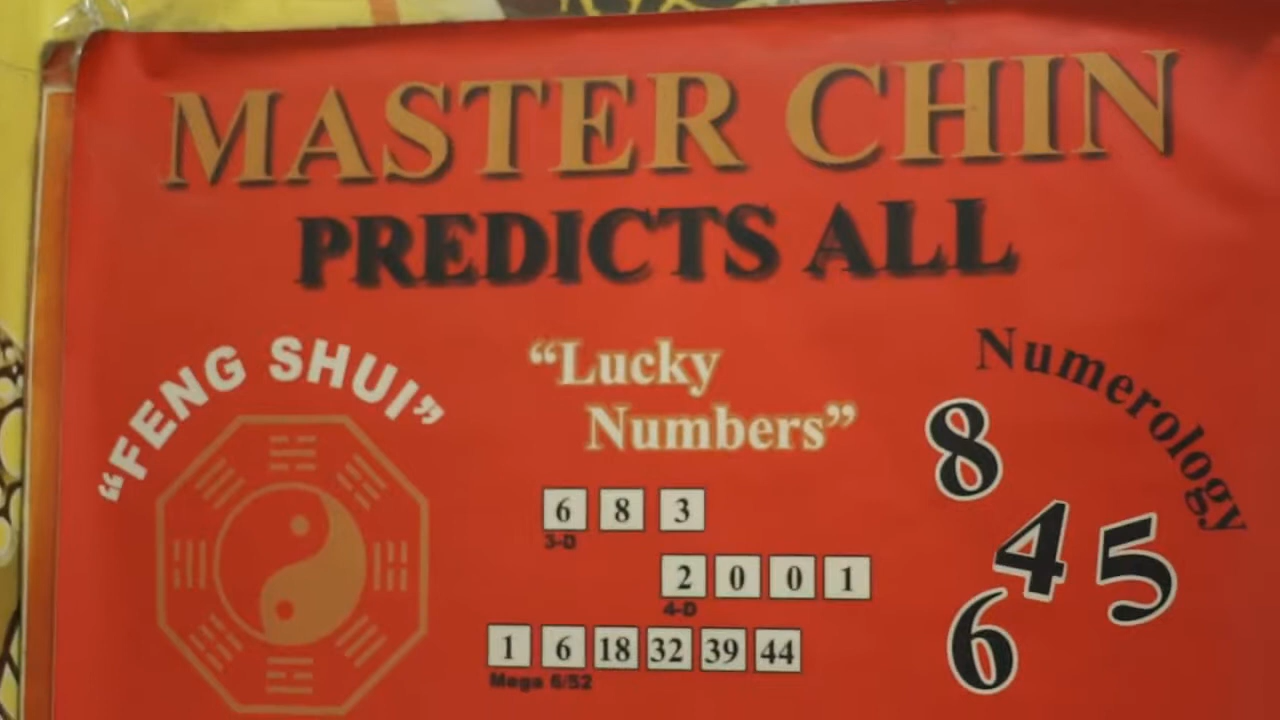 MASTER CHIN
PREDICTS ALL
“FENG SHUI”
“Lucky
Numbers”
6 8 3
3-D
2 0 0 1
4-D
1 6 18 32 39 44
Mega 6/52
Numerology
8
4 5
6